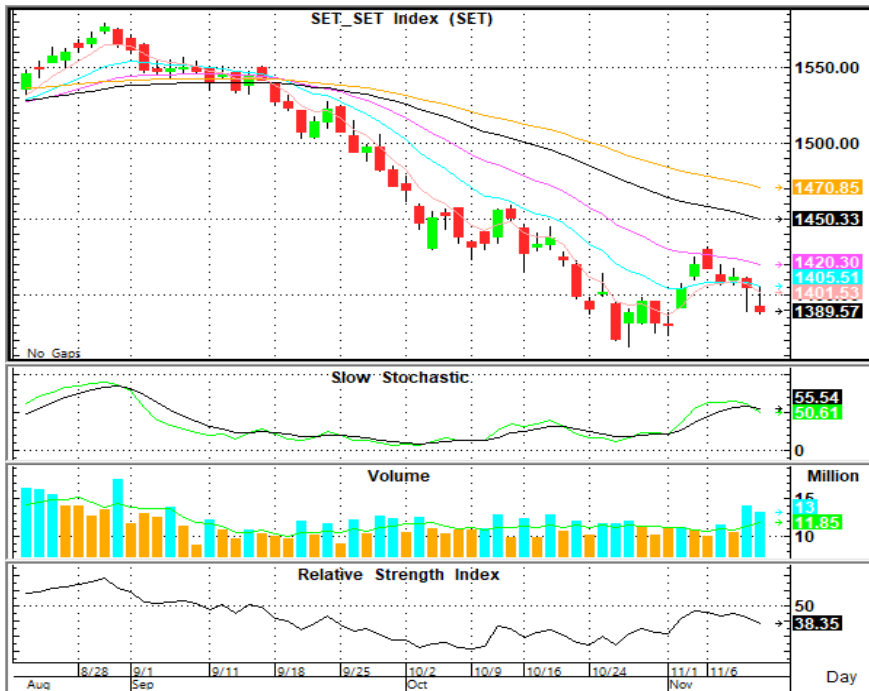 SET_SET Index (SET)
1550.00
1500.00
1470.85
1450.33
1420.30
1405.51
1401.53
1389.57
No Gaps
Slow Stochastic
55.54
50.61
0
Volume
Million
15
13
11.85
10
Relative Strength Index
50
38.35
8/28 9/1 9/11 9/18 9/25 10/2 10/9 10/16 10/24 11/1 11/6
Aug Sep Oct Nov Day